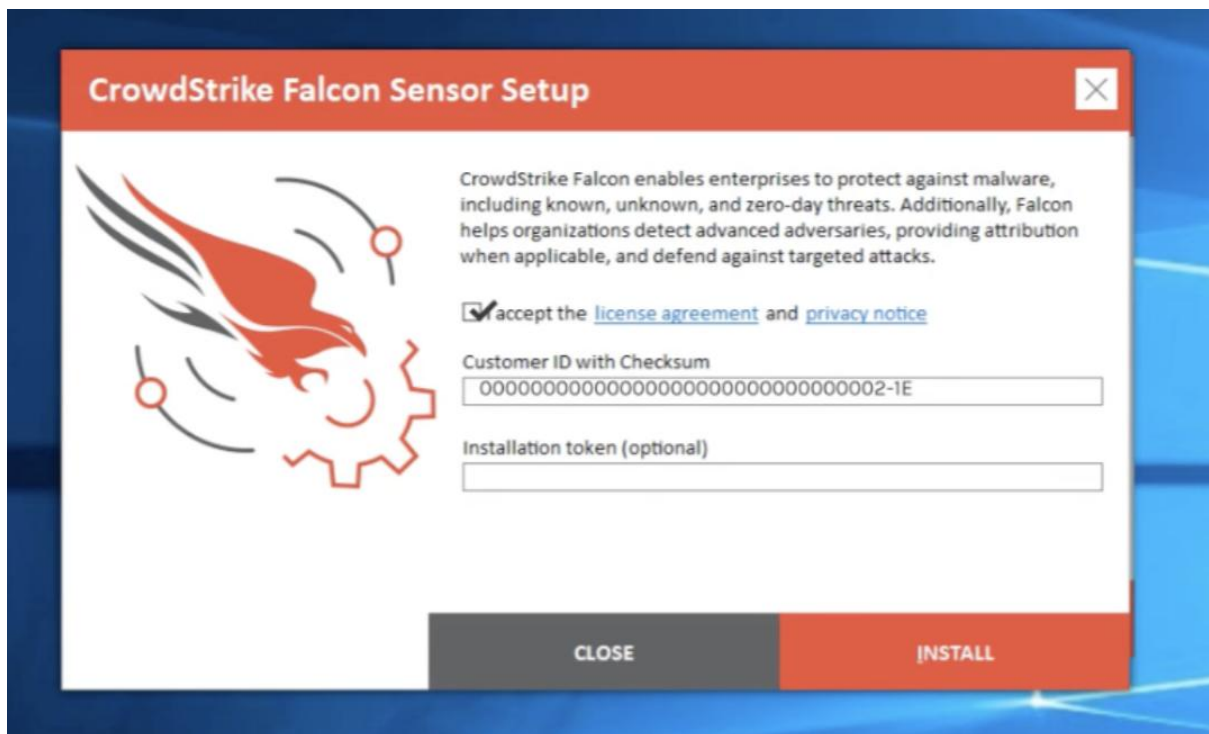 CrowdStrike Falcon Sensor Setup
CrowdStrike Falcon enables enterprises to protect against malware,
including known, unknown, and zero-day threats. Additionally, Falcon
helps organizations detect advanced adversaries, providing attribution
when applicable, and defend against targeted attacks.
accept the license agreement and privacy notice
Customer ID with Checksum
00000000000000000000000000000002-1E
Installation token (optional)
CLOSE
INSTALL